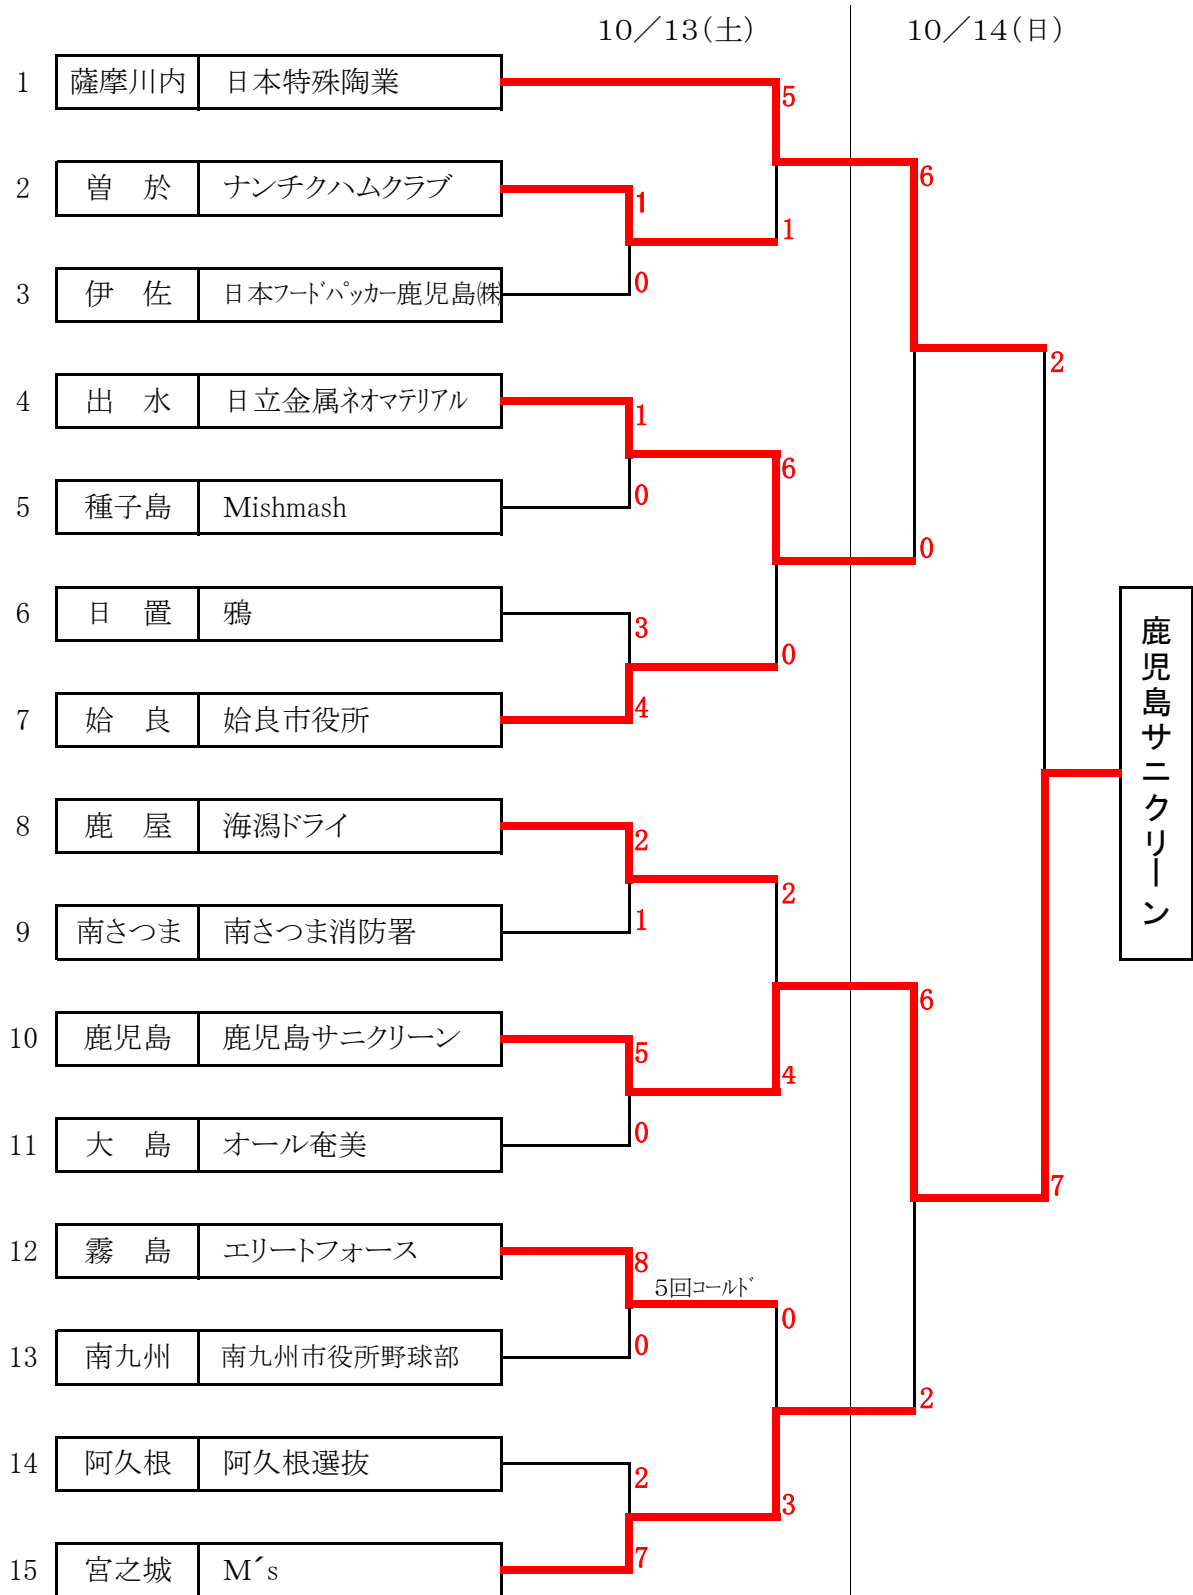 10／13(土)
10／14(日)
1 薩摩川内 日本特殊陶業
5
6
2 曽　於 ナンチクハムクラブ
1
1
3 伊　佐 日本フードパッカー鹿児島㈱
0
2
4 出　水 日立金属ネオマテリアル
1
6
5 種子島 Mishmash
0
0
6 日　置 鴉
3
0
7 姶　良 姶良市役所
4
鹿児島サニクリーン
8 鹿　屋 海潟ドライ
2
2
9 南さつま 南さつま消防署
1
6
10 鹿児島 鹿児島サニクリーン
5
4
11 大　島 オール奄美
0
7
12 霧　島 エリートフォース
8
5回コールド
0
13 南九州 南九州市役所野球部
0
2
14 阿久根 阿久根選抜
2
3
15 宮之城 M´s
7